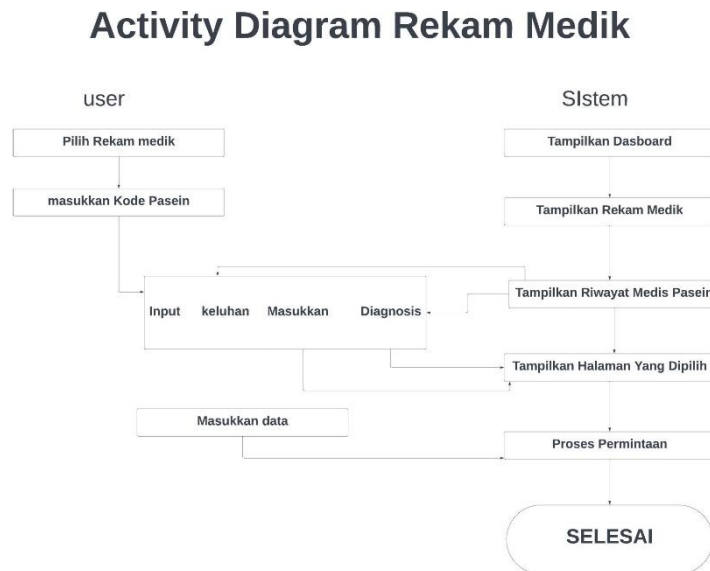 Activity Diagram Rekam Medik
user
SIstem
Pilih Rekam medik
Tampilkan Dasboard
masukkan Kode Pasein
Tampilkan Rekam Medik
Tampilkan Riwayat Medis Pasein
Input keluhan Masukkan Diagnosis
Tampilkan Halaman Yang Dipilih
Masukkan data
Proses Permintaan
SELESAI